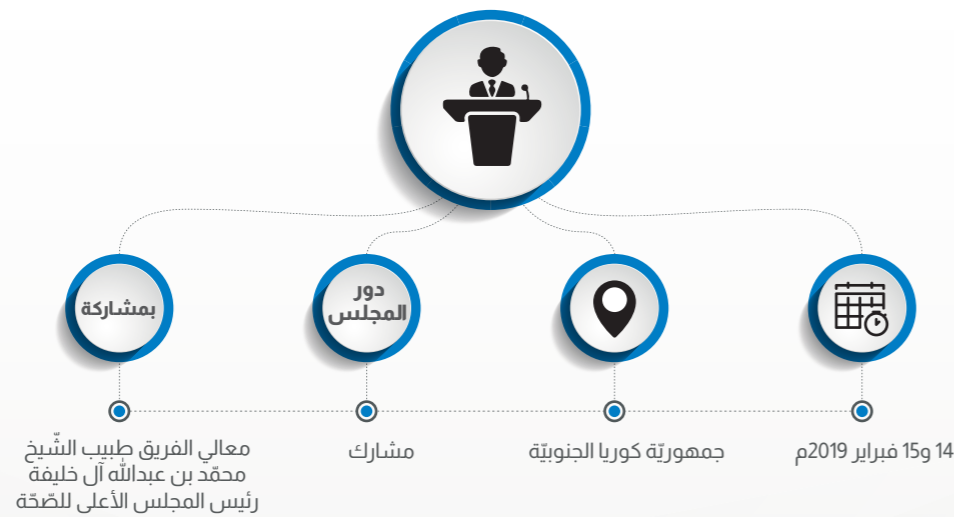 دور
المجلس
بمشاركة
14 و15 فبراير 2019م
جمهوريّة كوريا الجنوبيّة
مشارك
معالي الفريق طبيب الشّيخ
محمّد بن عبدالله آل خليفة
رئيس المجلس الأعلى للصّحّة